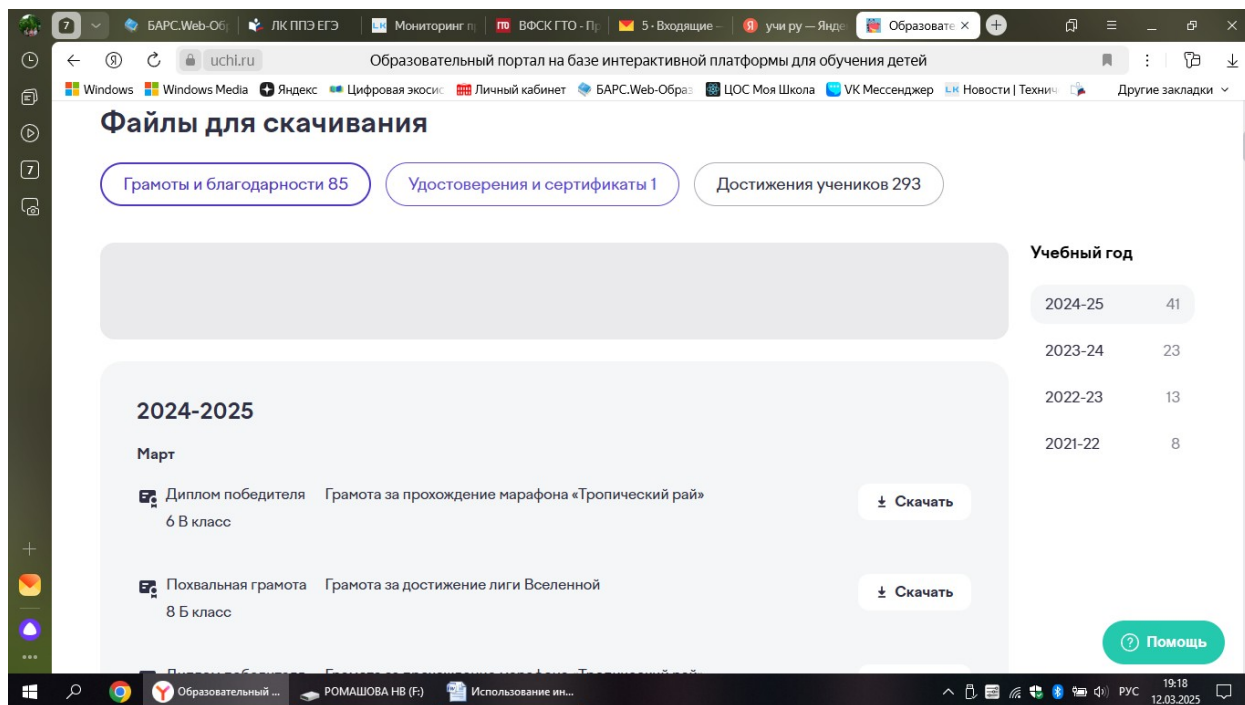 7 БАРС.Web-Об ЛК ППЭ ЕГЭ Мониторинг п ВФСК ГТО - Пр 5 · Входящие – учи ру — Янде Образовате
uchi.ru Образовательный портал на базе интерактивной платформы для обучения детей
Windows Windows Media Яндекс Цифровая экосис Личный кабинет БАРС.Web-Образ ЦОС Моя Школа VK Мессенджер Новости | Технич Другие закладки
Файлы для скачивания
7
Грамоты и благодарности 85 Удостоверения и сертификаты 1 Достижения учеников 293
Учебный год
2024-25 41
2023-24 23
2022-23 13
2021-22 8
2024-2025
Март
Диплом победителя Грамота за прохождение марафона «Тропический рай» Скачать
6 В класс
Похвальная грамота Грамота за достижение лиги Вселенной Скачать
8 Б класс
Помощь
Образовательный ... РОМАШОВА НВ (F:) Использование ин... РУС 19:18
12.03.2025